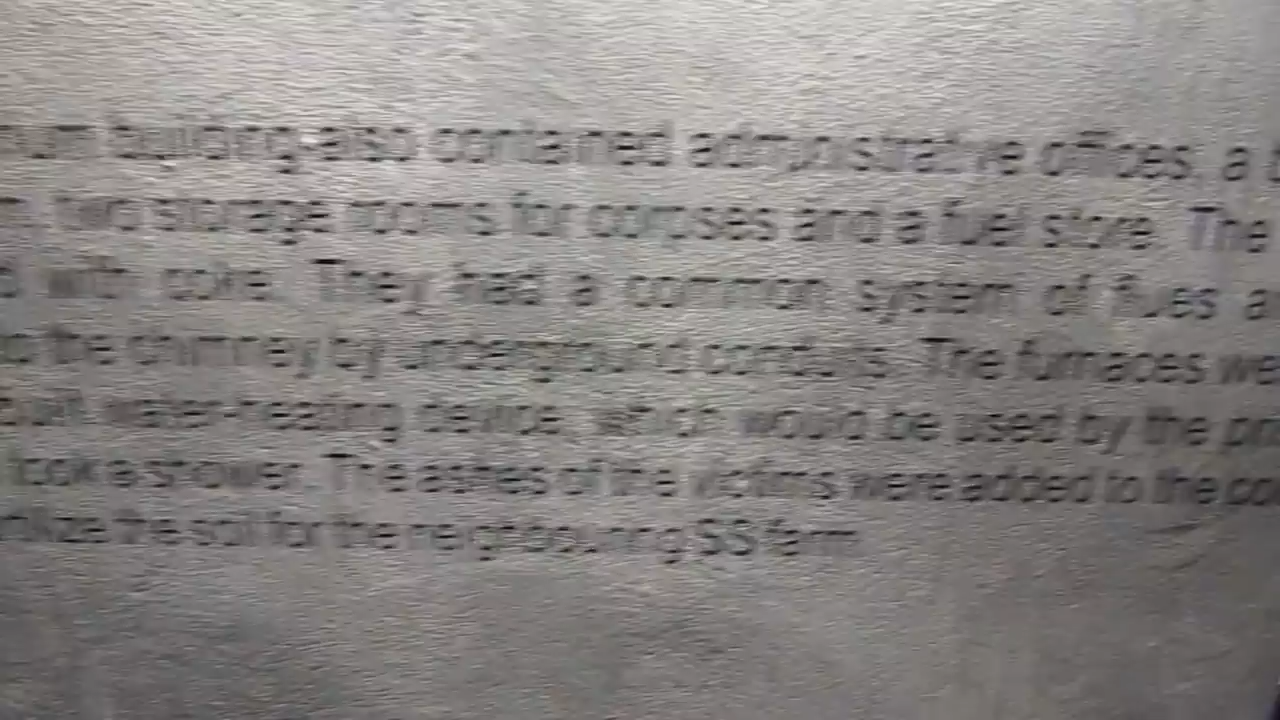 building also contained administrative offices, a
two storage rooms for corpses and a fuel store. The
with coke. They had a common system of flues
the chimney by underground conduits. The furnaces
water-heating device, which would be used by the
took a shower. The ashes of the victims were added to the
the soil for the neighbouring SS farm